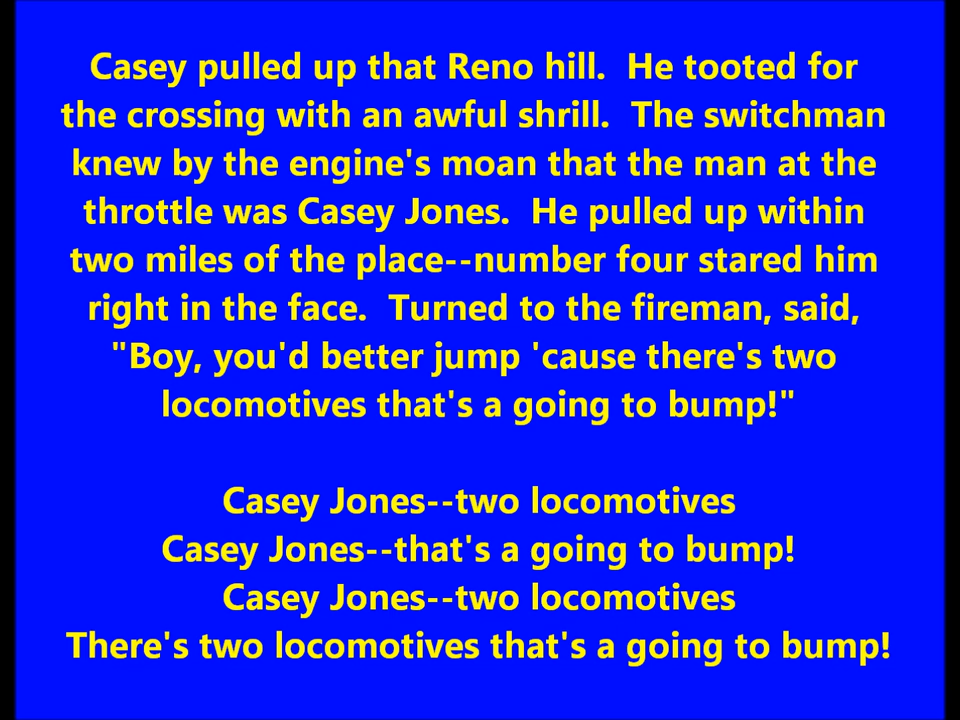 Casey pulled up that Reno hill.  He tooted for
the crossing with an awful shrill.  The switchman
knew by the engine's moan that the man at the
throttle was Casey Jones.  He pulled up within
two miles of the place--number four stared him
right in the face.  Turned to the fireman, said,
"Boy, you'd better jump 'cause there's two
locomotives that's a going to bump!"

Casey Jones--two locomotives
Casey Jones--that's a going to bump!
Casey Jones--two locomotives
There's two locomotives that's a going to bump!